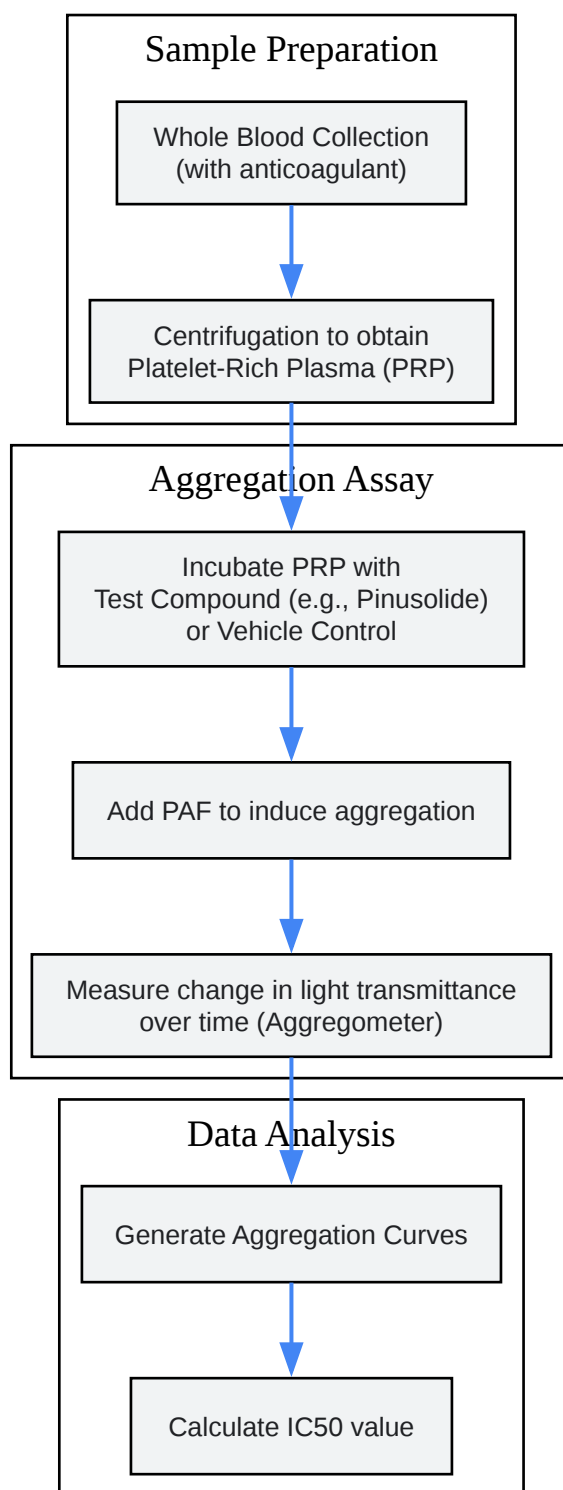 Sample Preparation
Whole Blood Collection
(with anticoagulant)
Centrifugation to obtain
Platelet-Rich Plasma (PRP)
Aggregation Assay
Incubate PRP with
Test Compound (e.g., Pinusolide)
or Vehicle Control
Add PAF to induce aggregation
Measure change in light transmittance
over time (Aggregometer)
Data Analysis
Generate Aggregation Curves
Calculate IC50 value